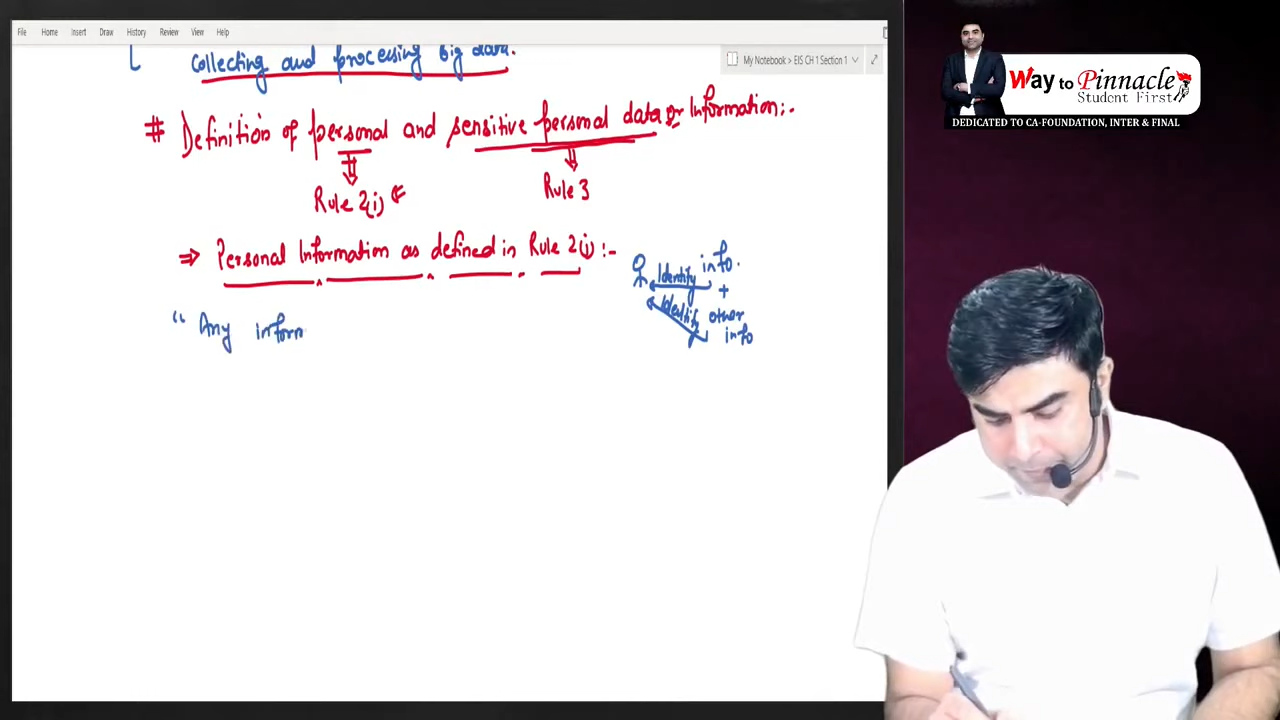 File Home Insert Draw History Review View Help
Collecting and processing big data.
My Notebook > EIS CH 1 Section 1
# Definition of personal and sensitive personal data or Information:-
Rule 2(i)
Rule 3
⇒ Personal Information as defined in Rule 2(i) :-
Identify info.
+
Identify other
info
“ Any inform
Way to Pinnacle
Student First
DEDICATED TO CA-FOUNDATION, INTER & FINAL